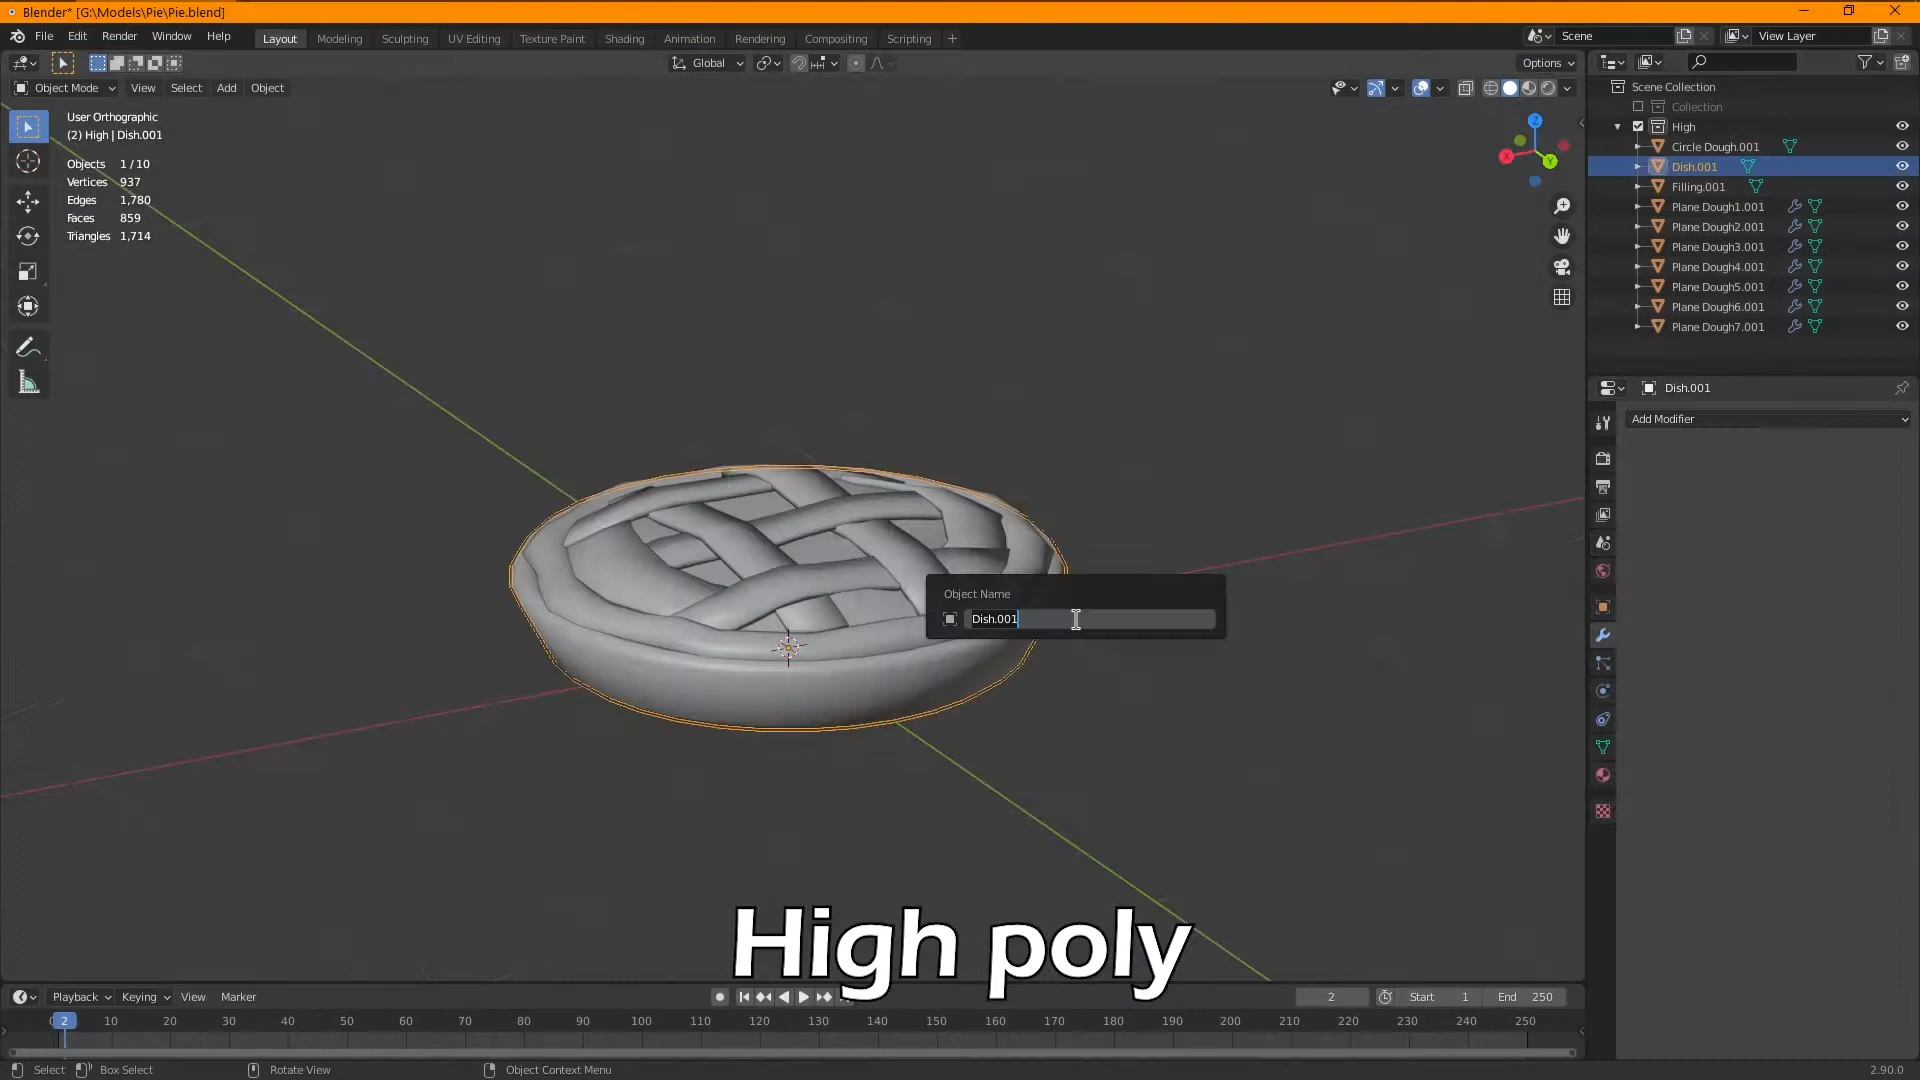 Blender* [G:\Models\Pie\Pie.blend]
File Edit Render Window Help
Layout Modeling Sculpting UV Editing Texture Paint Shading Animation Rendering Compositing Scripting +
Scene
View Layer
Global
Options
Object Mode View Select Add Object
User Orthographic
(2) High | Dish.001
Objects 1 / 10
Vertices 937
Edges 1,780
Faces 859
Triangles 1,714
Z
X
Y
Scene Collection
Collection
High
Circle Dough.001
Dish.001
Filling.001
Plane Dough1.001
Plane Dough2.001
Plane Dough3.001
Plane Dough4.001
Plane Dough5.001
Plane Dough6.001
Plane Dough7.001
Dish.001
Add Modifier
Object Name
Dish.001
High poly
Playback Keying View Marker
2
Start 1
End 250
2 10 20 30 40 50 60 70 80 90 100 110 120 130 140 150 160 170 180 190 200 210 220 230 240 250
Select Box Select Rotate View Object Context Menu
2.90.0